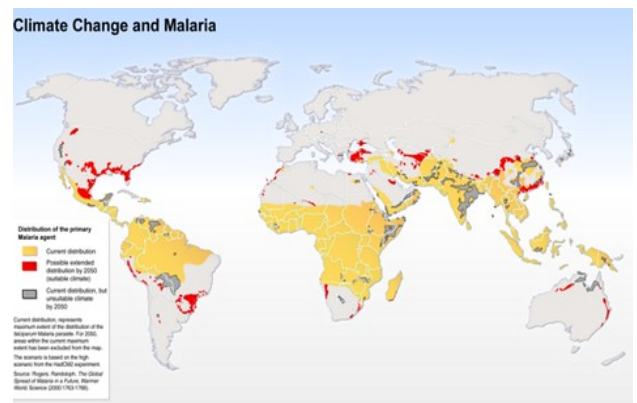 Climate Change and Malaria
Distribution of the primary
Malaria agent
Current distribution
Possible extended
distribution by 2050
(suitable climate)
Current distribution, but
unsuitable climate
by 2050
Current distribution, represents
maximum extent of the distribution of the
falciparum Malaria parasite. For 2050,
areas within the current maximum
extent has been excluded from the map.
The scenario is based on the high
scenario from the HadCM2 experiment.
Source: Rogers, Randolph. The Global
Spread of Malaria in a Future, Warmer
World. Science (2000:1763-1766).